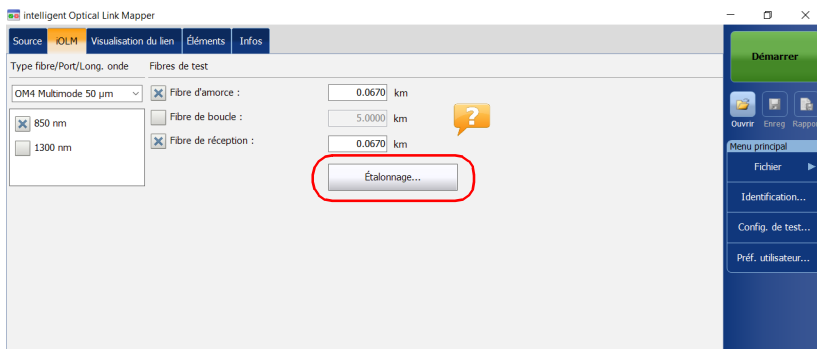 intelligent Optical Link Mapper
Source iOLM Visualisation du lien Éléments Infos
Type fibre/Port/Long. onde Fibres de test
OM4 Multimode 50 µm Fibre d'amorce : 0.0670 km
850 nm Fibre de boucle : 5.0000 km
1300 nm Fibre de réception : 0.0670 km
Étalonnage...
Démarrer
Ouvrir Enreg Rappo
Menu principal
Fichier
Identification...
Config. de test...
Préf. utilisateur...